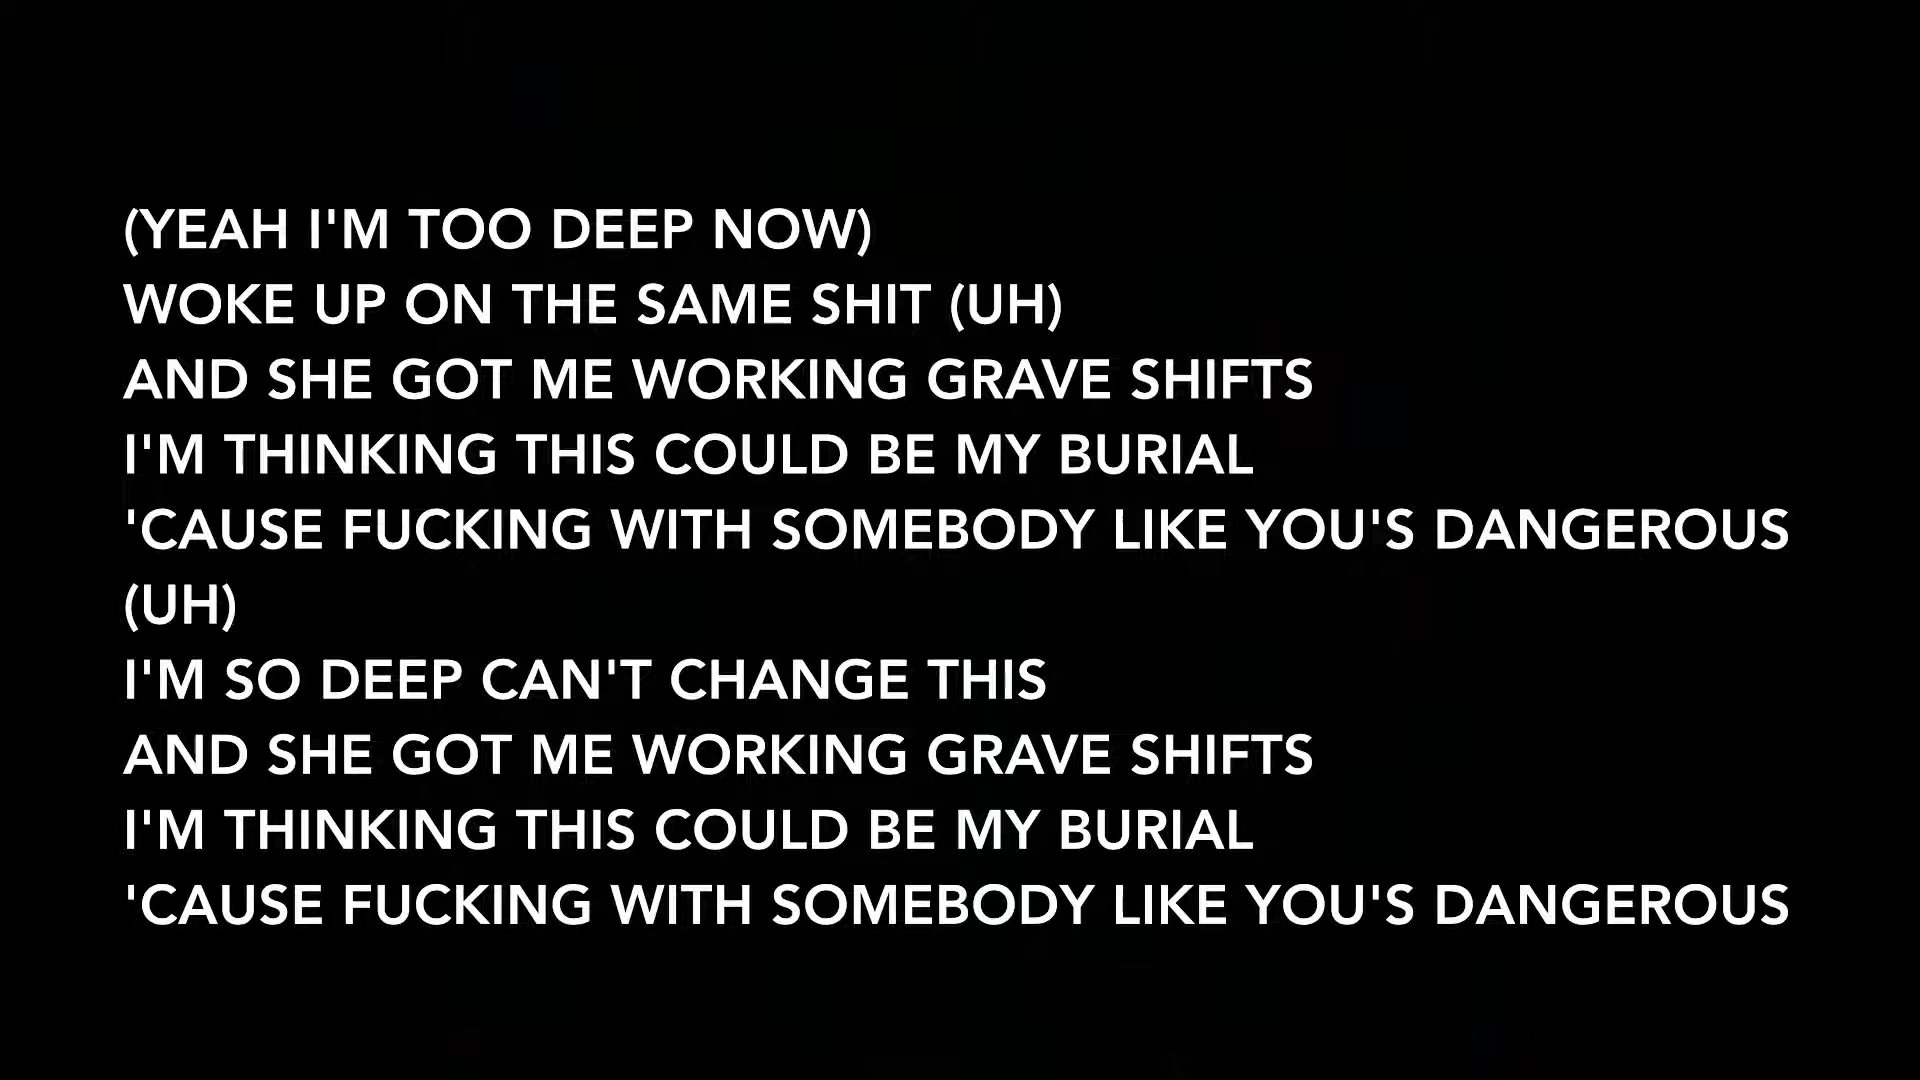 (YEAH I'M TOO DEEP NOW)
WOKE UP ON THE SAME SHIT (UH)
AND SHE GOT ME WORKING GRAVE SHIFTS
I'M THINKING THIS COULD BE MY BURIAL
'CAUSE FUCKING WITH SOMEBODY LIKE YOU'S DANGEROUS
(UH)
I'M SO DEEP CAN'T CHANGE THIS
AND SHE GOT ME WORKING GRAVE SHIFTS
I'M THINKING THIS COULD BE MY BURIAL
'CAUSE FUCKING WITH SOMEBODY LIKE YOU'S DANGEROUS